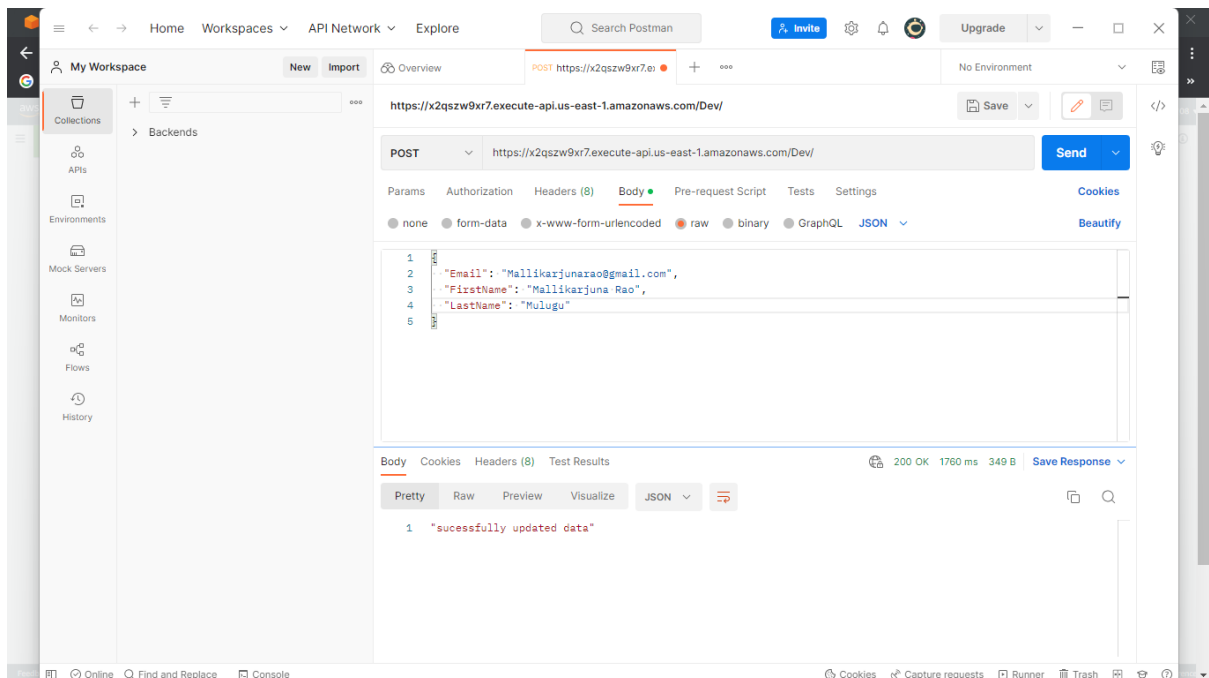 Home Workspaces API Network Explore Search Postman Invite Upgrade
My Workspace New Import Overview POST https://x2qszw9xr7.e No Environment
Collections
APIs
Environments
Mock Servers
Monitors
Flows
History
Backends
https://x2qszw9xr7.execute-api.us-east-1.amazonaws.com/Dev/ Save
POST https://x2qszw9xr7.execute-api.us-east-1.amazonaws.com/Dev/ Send
Params Authorization Headers (8) Body Pre-request Script Tests Settings Cookies
none form-data x-www-form-urlencoded raw binary GraphQL JSON Beautify
1 {
2 "Email": "Mallikarjunarao@gmail.com",
3 "FirstName": "Mallikarjuna Rao",
4 "LastName": "Mulugu"
5 }
Body Cookies Headers (8) Test Results 200 OK 1760 ms 349 B Save Response
Pretty Raw Preview Visualize JSON
1 "sucessfully updated data"
Online Find and Replace Console Cookies Capture requests Runner Trash